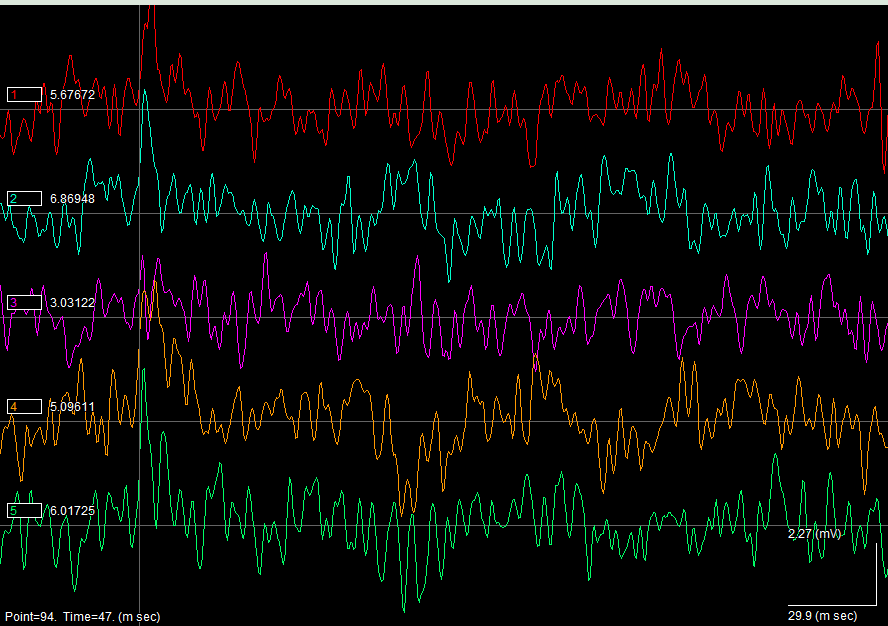 1 5.67672
2 6.86948
3 3.03122
4 5.09611
5 6.01725
2.27 (mV)
Point=94. Time=47. (m sec)
29.9 (m sec)